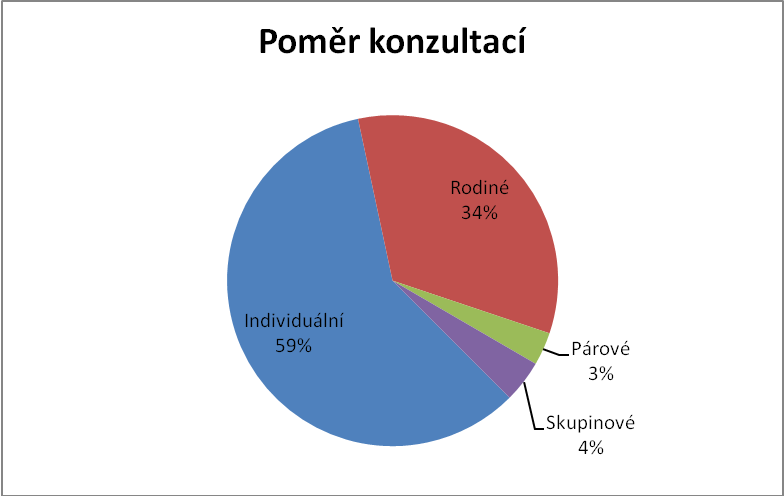 Poměr konzultací
Rodiné
34%
Individuální
59%
Párové
3%
Skupinové
4%